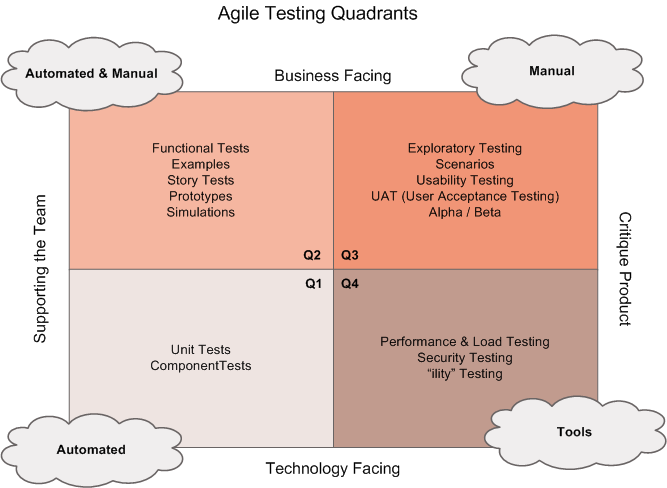 Agile Testing Quadrants
Automated & Manual
Business Facing
Manual
Functional Tests
Examples
Story Tests
Prototypes
Simulations
Exploratory Testing
Scenarios
Usability Testing
UAT (User Acceptance Testing)
Alpha / Beta
Supporting the Team
Critique Product
Q2
Q3
Q1
Q4
Unit Tests
ComponentTests
Performance & Load Testing
Security Testing
“ility” Testing
Automated
Tools
Technology Facing